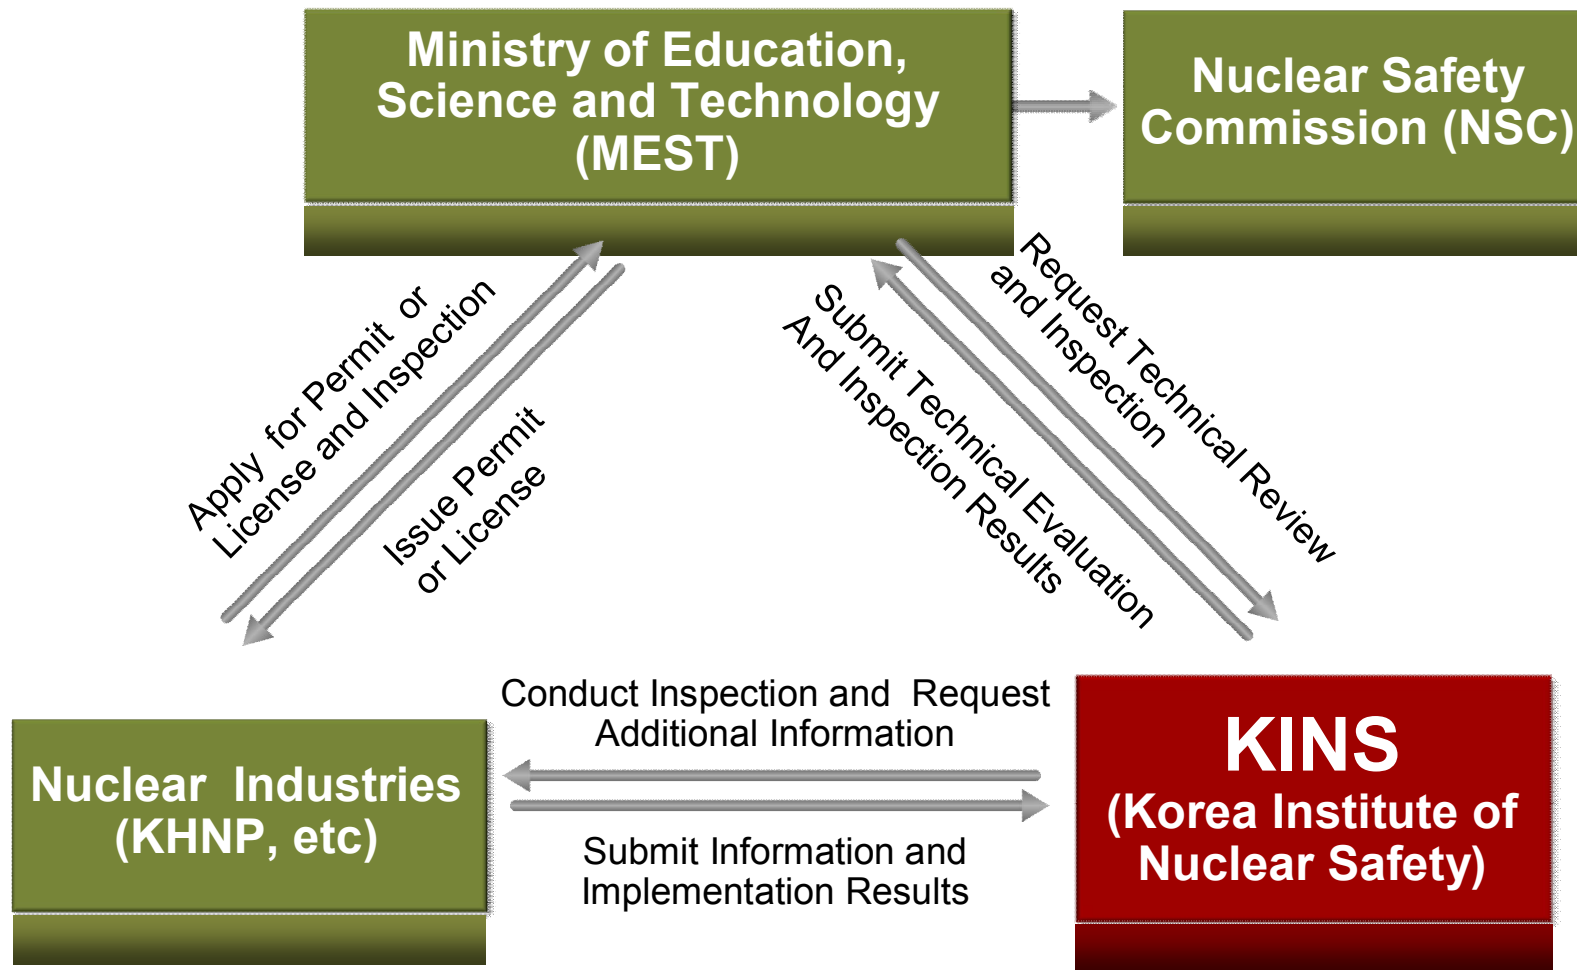 Ministry of Education,
Science and Technology
(MEST)
Nuclear Safety
Commission (NSC)
Apply for Permit or
License and Inspection
Issue Permit
or License
Submit Technical Evaluation
And Inspection Results
Request Technical Review
and Inspection
Conduct Inspection and Request
Additional Information
Submit Information and
Implementation Results
Nuclear Industries
(KHNP, etc)
KINS
(Korea Institute of
Nuclear Safety)